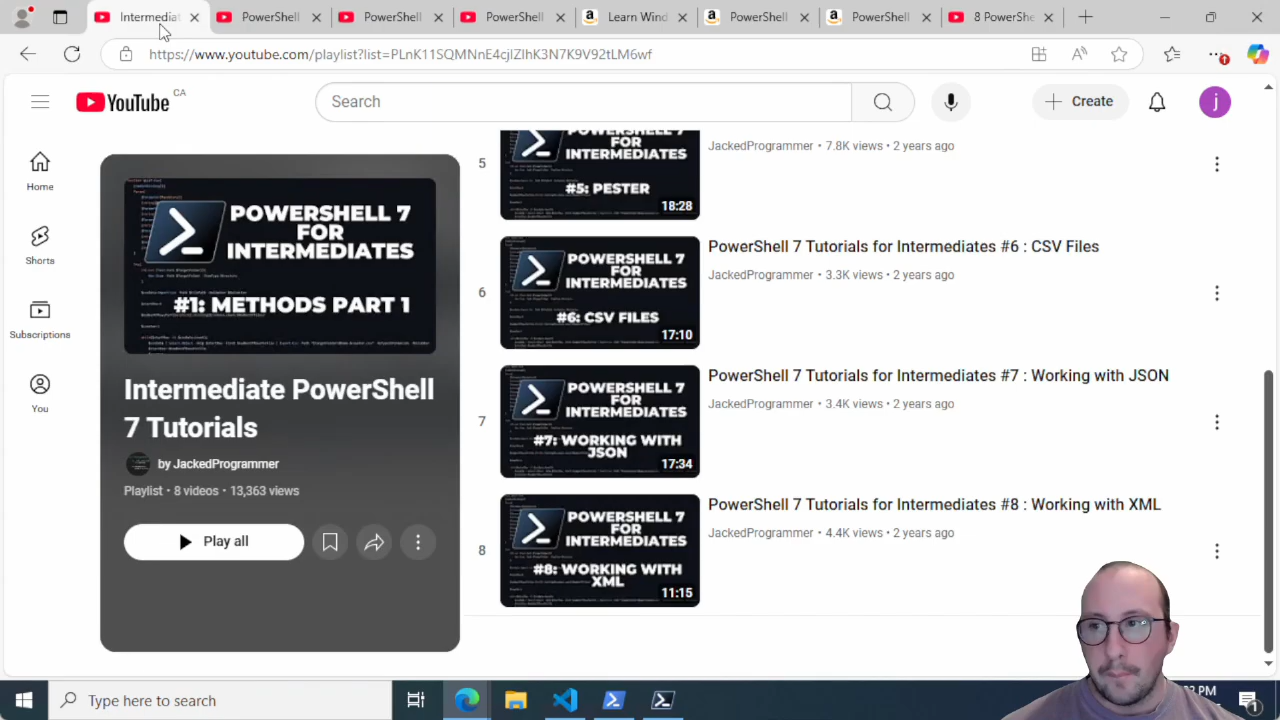 Intermediat
PowerShell
PowerShell
PowerShell
Learn Wind
PowerShell
PowerShell
8 PowerShe
https://www.youtube.com/playlist?list=PLnK11SQMNnE4cjlZlhK3N7K9V92tLM6wf
YouTube CA
Search
Create
j
Home
Shorts
Subscriptions
You
POWERSHELL 7
FOR
INTERMEDIATES
#1: METHODS PART 1
Intermediate PowerShell
7 Tutorials
by JackedProgrammer
Playlist • 8 videos • 13,383 views
Play all
5
POWERSHELL 7
FOR
INTERMEDIATES
18:28
JackedProgrammer • 7.8K views • 2 years ago
6
POWERSHELL 7
FOR
INTERMEDIATES
#6: CSV FILES
17:10
PowerShell 7 Tutorials for Intermediates #6 : CSV Files
JackedProgrammer • 3.3K views • 2 years ago
7
POWERSHELL 7
FOR
INTERMEDIATES
#7: WORKING WITH
JSON
17:34
PowerShell 7 Tutorials for Intermediates #7 : Working with JSON
JackedProgrammer • 3.4K views • 2 years ago
8
POWERSHELL 7
FOR
INTERMEDIATES
#8: WORKING WITH
XML
11:15
PowerShell 7 Tutorials for Intermediates #8 : Working with XML
JackedProgrammer • 4.4K views • 2 years ago
Type here to search
PM
1